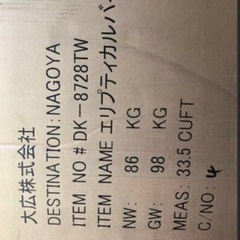 大広株式会社
DESTINATION: NAGOYA
ITEM NO # DK-8728TW
ITEM NAME エリプティカルバ
NW: 86 KG
GW: 98 KG
MEAS: 33.5 CUFT
C/NO: 4